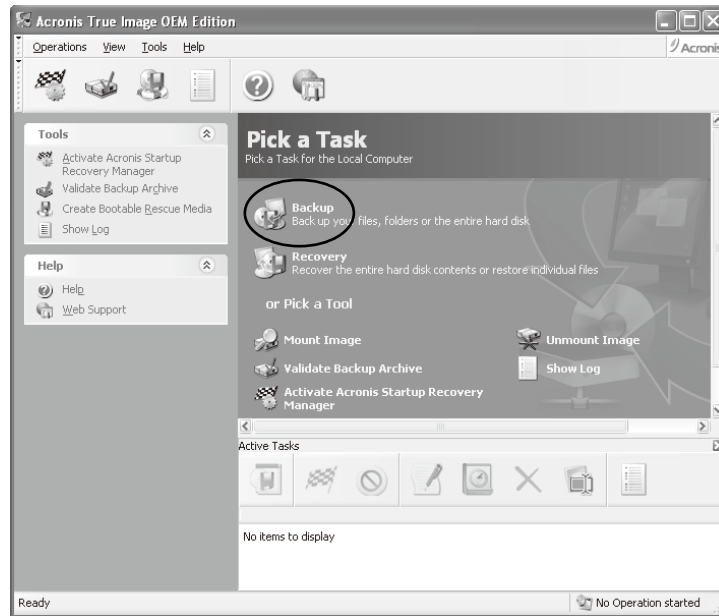 Acronis True Image OEM Edition
Operations View Tools Help
Acronis
Tools
Activate Acronis Startup
Recovery Manager
Validate Backup Archive
Create Bootable Rescue Media
Show Log
Help
Help
Web Support
Pick a Task
Pick a Task for the Local Computer
Backup
Back up your files, folders or the entire hard disk
Recovery
Recover the entire hard disk contents or restore individual files
or Pick a Tool
Mount Image
Unmount Image
Validate Backup Archive
Show Log
Activate Acronis Startup Recovery
Manager
Active Tasks
No items to display
Ready
No Operation started